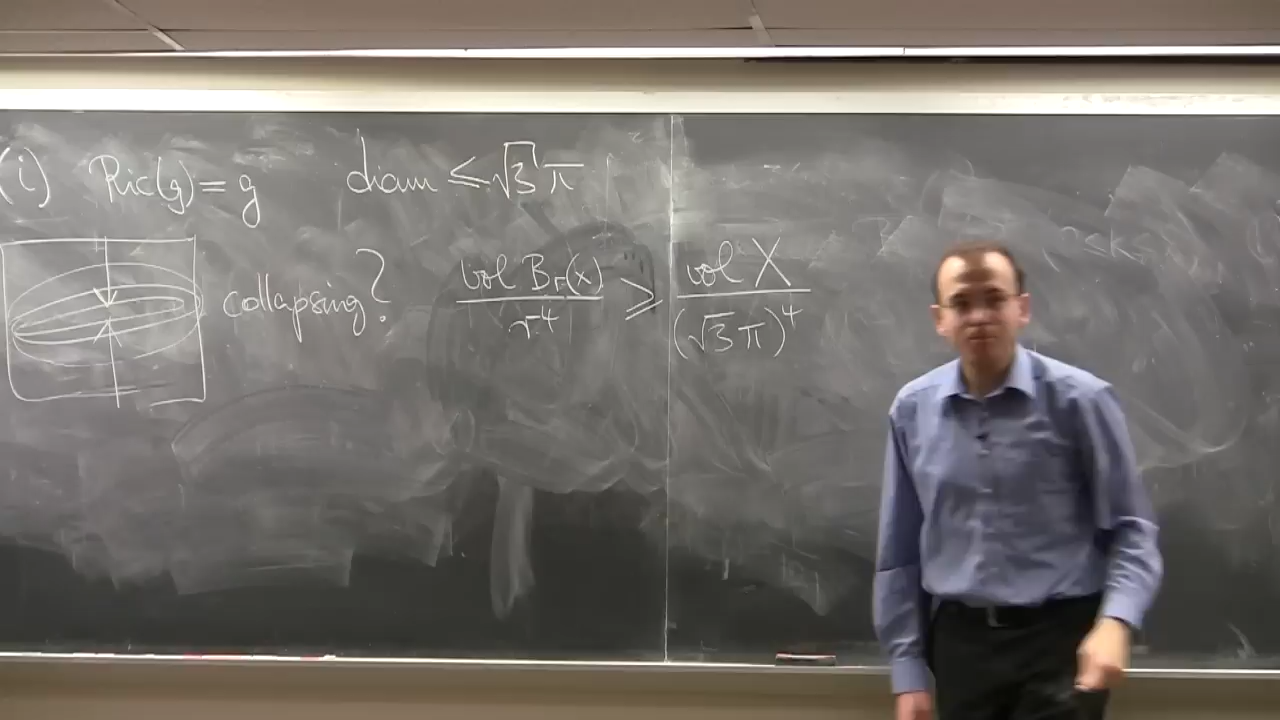 (i) Ric(g) = g diam ≤ √3 π
collapsing? vol B_r(x) / r^4 ≥ vol X / (√3 π)^4